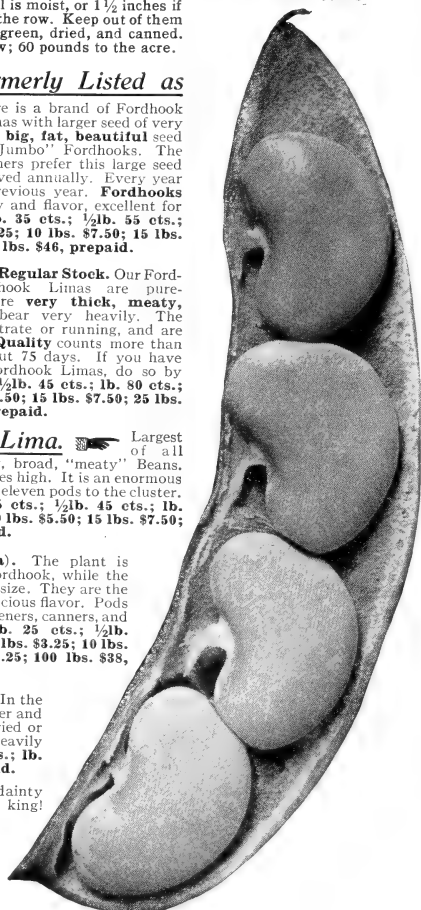 l is moist, or 1½ inches if
the row. Keep out of them
green, dried, and canned.
w; 60 pounds to the acre.
rmerly Listed as
re is a brand of Fordhook
nas with larger seed of very
big, fat, beautiful seed
Jumbo” Fordhooks. The
ners prefer this large seed
ved annually. Every year
revious year. Fordhooks
y and flavor, excellent for
b. 35 cts.; ½lb. 55 cts.;
25; 10 lbs. $7.50; 15 lbs.
lbs. $46, prepaid.
Regular Stock. Our Ford-
hook Limas are pure-
re very thick, meaty,
bear very heavily. The
trate or running, and are
Quality counts more than
ut 75 days. If you have
ordhook Limas, do so by
½lb. 45 cts.; lb. 80 cts.;
.50; 15 lbs. $7.50; 25 lbs.
epaid.
Lima. Largest
of all
, broad, “meaty” Beans.
es high. It is an enormous
eleven pods to the cluster.
5 cts.; ½lb. 45 cts.; lb.
lbs. $5.50; 15 lbs. $7.50;
d.
a). The plant is
ordhook, while the
size. They are the
cious flavor. Pods
eners, canners, and
b. 25 cts.; ½lb.
lbs. $3.25; 10 lbs.
.25; 100 lbs. $38,
In the
er and
ried or
eavily
s.; lb.
d.
dainty
king!